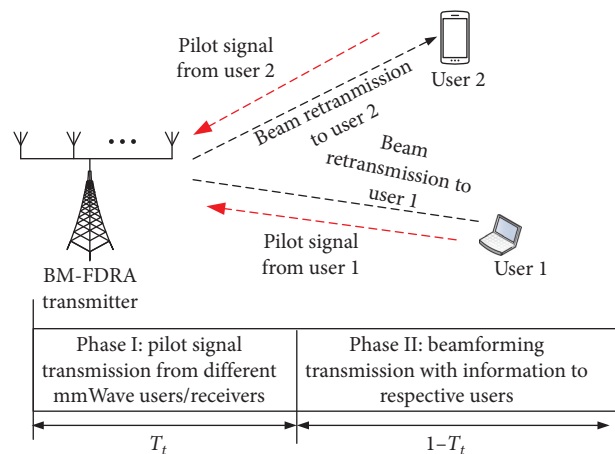 Pilot signal
from user 2
User 2
Beam retranmission
to user 2
Beam
retransmission to
user 1
Pilot signal
from user 1
User 1
BM-FDRA
transmitter
Phase I: pilot signal
transmission from different
mmWave users/receivers
Phase II: beamforming
transmission with information to
respective users
T_t
1–T_t